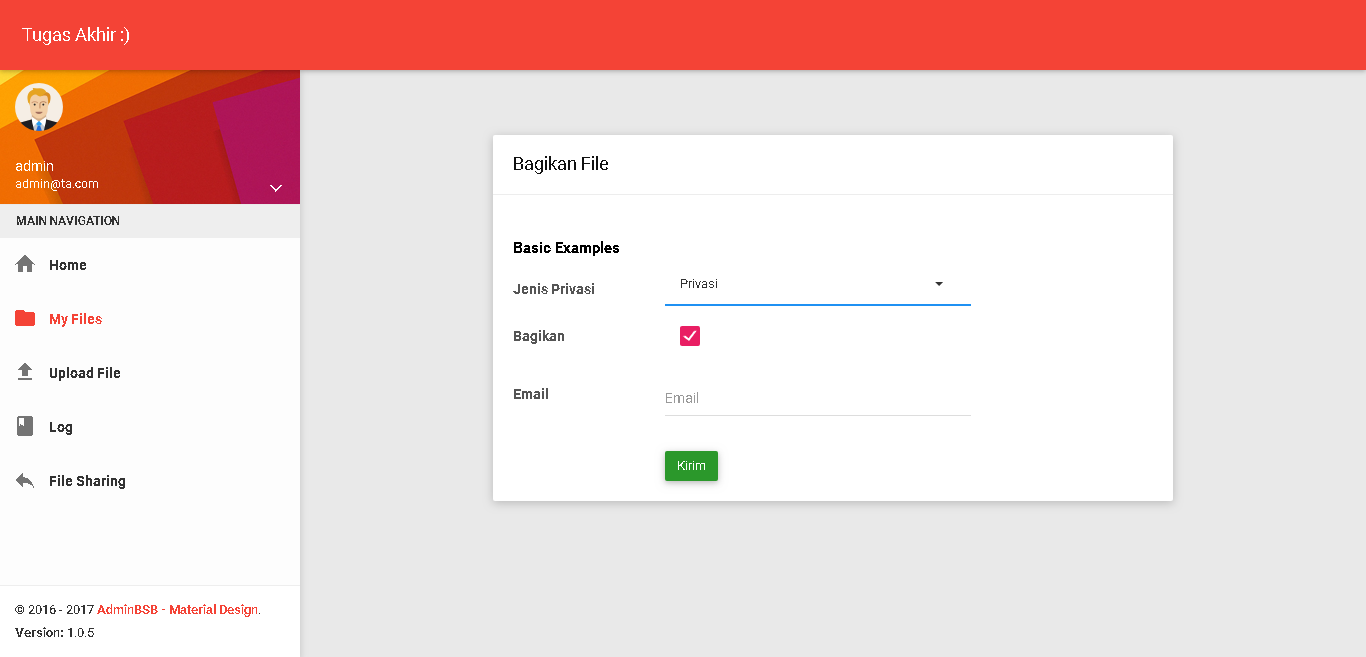 Tugas Akhir :)
admin
admin@ta.com
MAIN NAVIGATION
Home
My Files
Upload File
Log
File Sharing
© 2016 - 2017 AdminBSB - Material Design.
Version: 1.0.5
Bagikan File
Basic Examples
Jenis Privasi
Privasi
Bagikan
Email
Email
Kirim